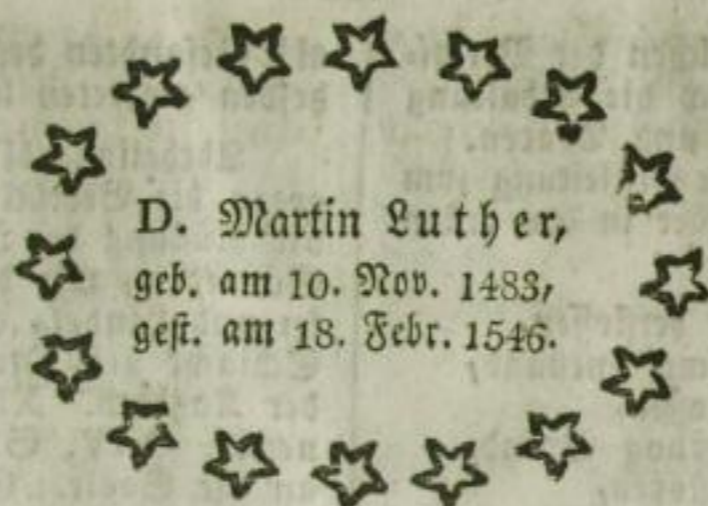 D. Martin Luther,
geb. am 10. Nov. 1483,
gest. am 18. Febr. 1546.